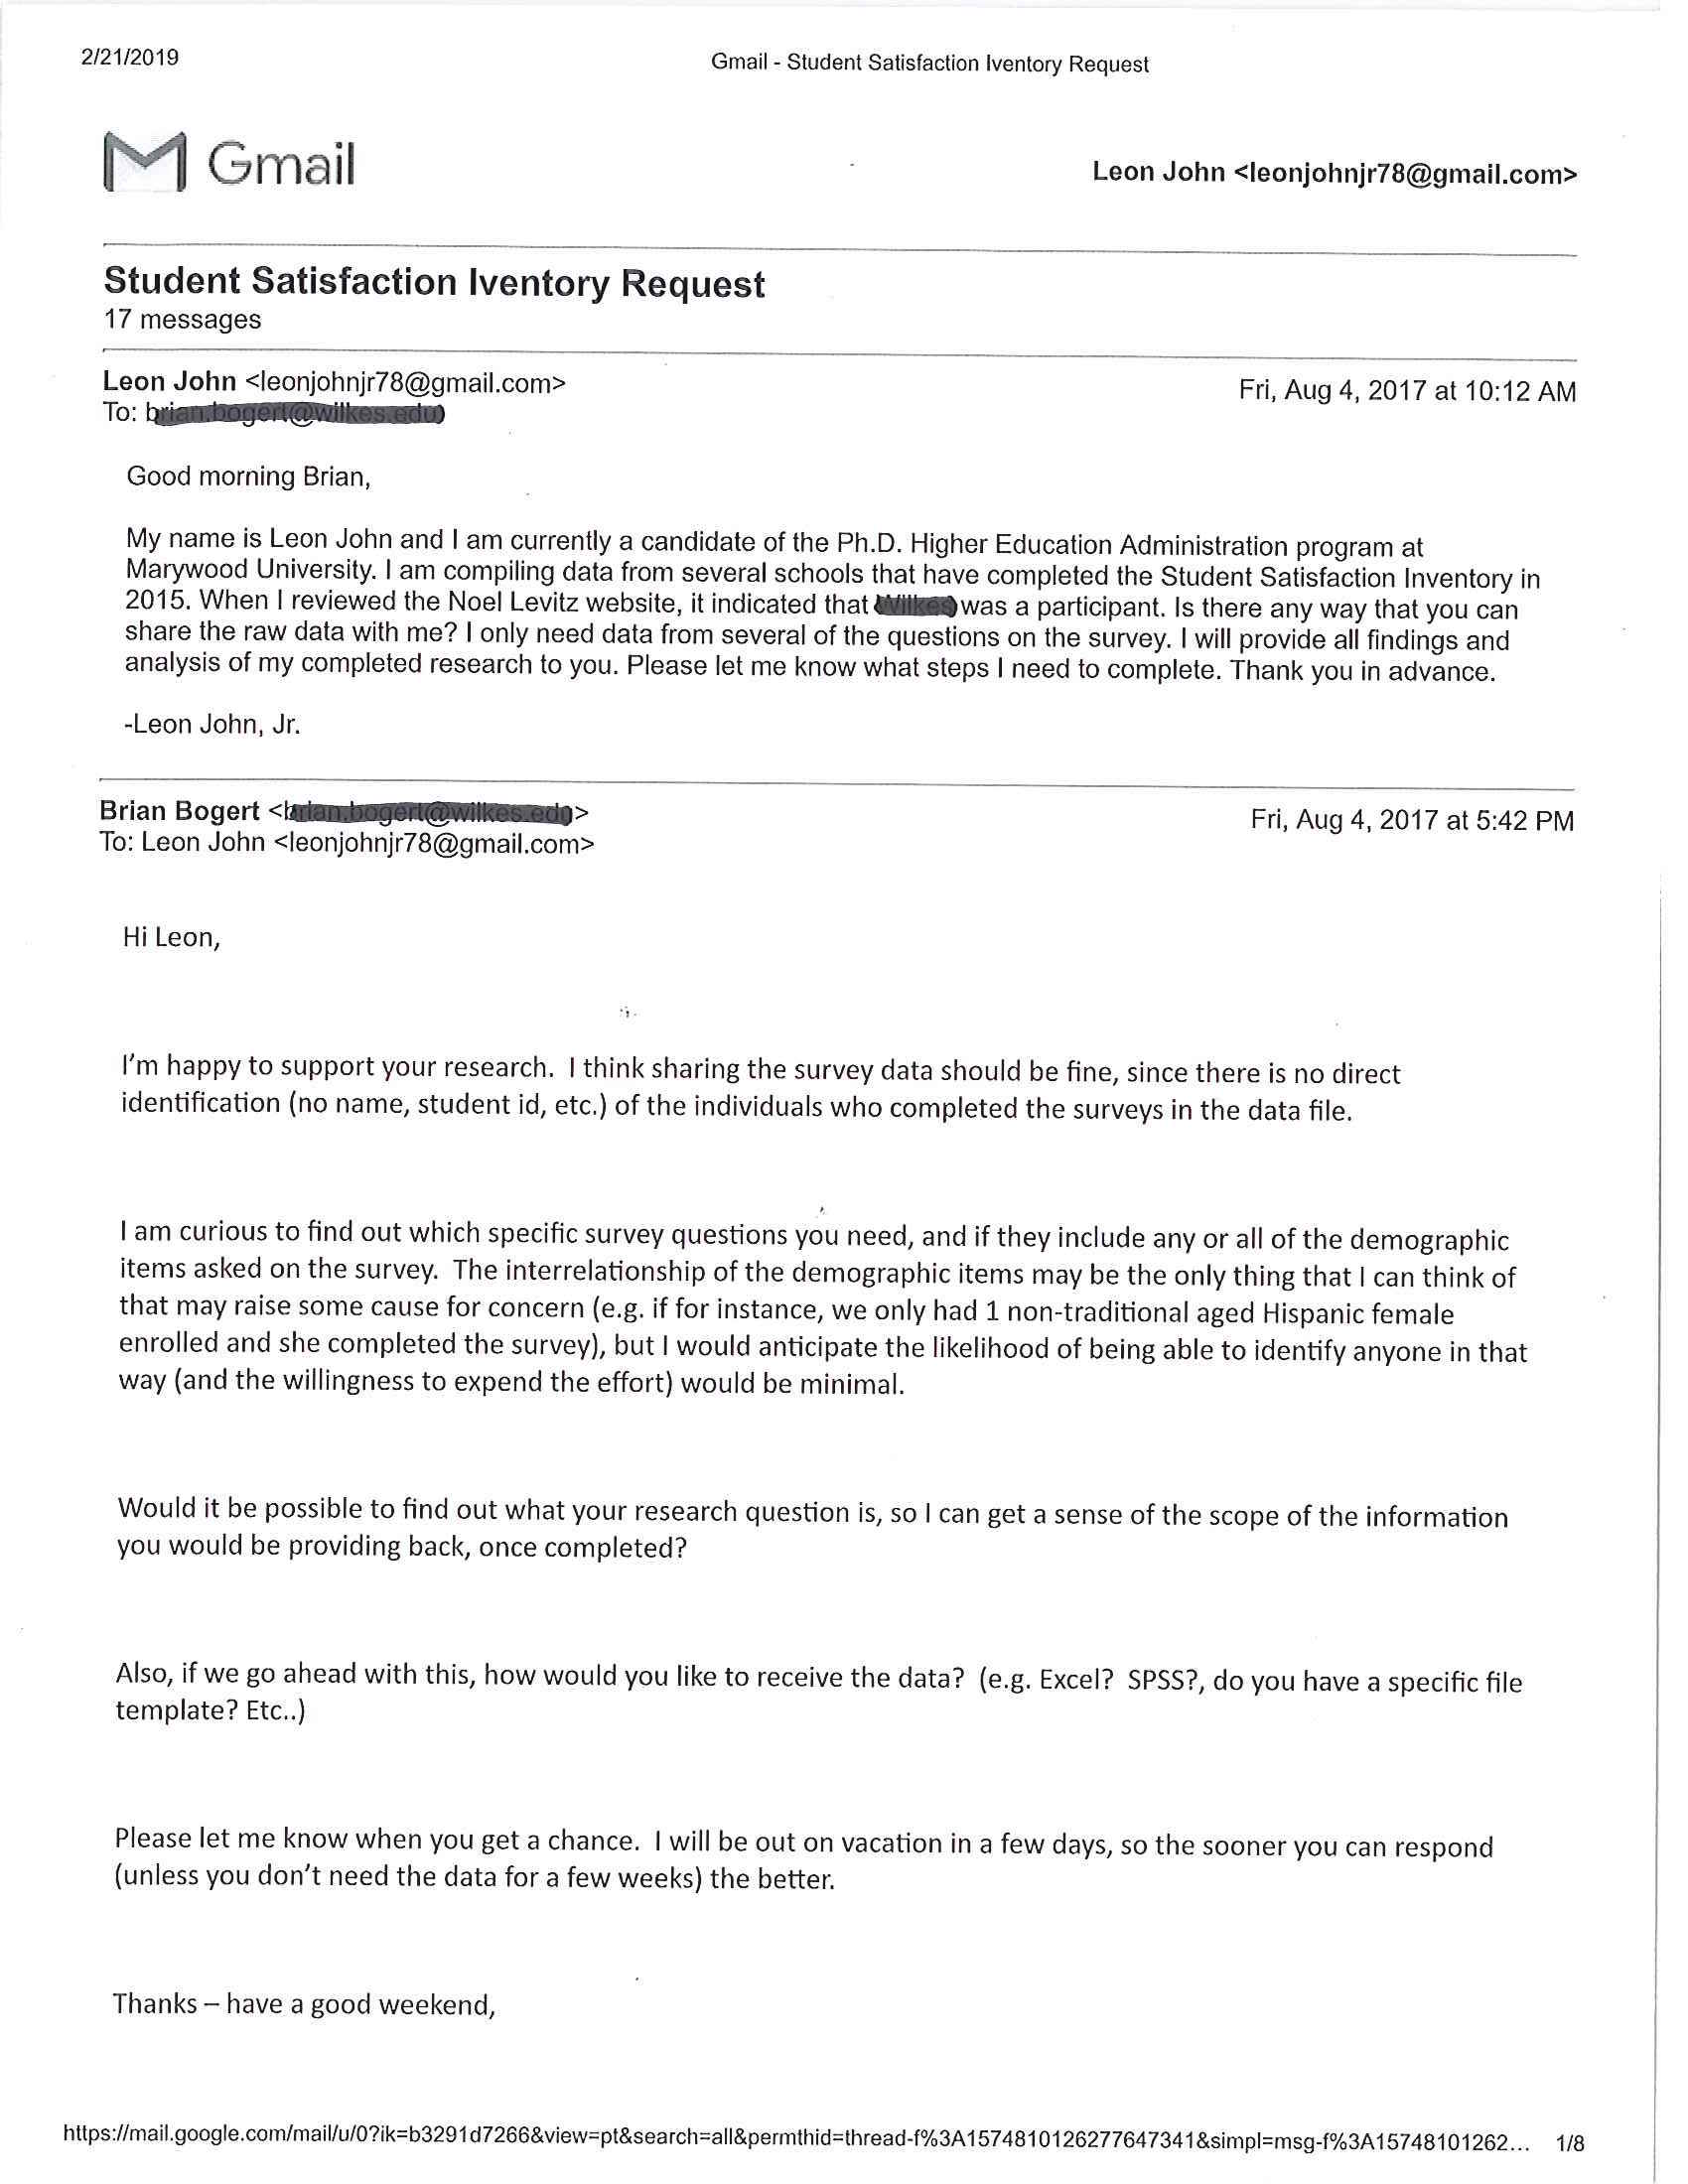 2/21/2019
Gmail - Student Satisfaction Iventory Request
Gmail
Leon John <leonjohnjr78@gmail.com>
Student Satisfaction Iventory Request
17 messages
Leon John <leonjohnjr78@gmail.com>
Fri, Aug 4, 2017 at 10:12 AM
To:
Good morning Brian,
My name is Leon John and I am currently a candidate of the Ph.D. Higher Education Administration program at
Marywood University. I am compiling data from several schools that have completed the Student Satisfaction Inventory in
2015. When I reviewed the Noel Levitz website, it indicated that was a participant. Is there any way that you can
share the raw data with me? I only need data from several of the questions on the survey. I will provide all findings and
analysis of my completed research to you. Please let me know what steps I need to complete. Thank you in advance.
-Leon John, Jr.
Brian Bogert
Fri, Aug 4, 2017 at 5:42 PM
To: Leon John <leonjohnjr78@gmail.com>
Hi Leon,
I'm happy to support your research.  I think sharing the survey data should be fine, since there is no direct
identification (no name, student id, etc.) of the individuals who completed the surveys in the data file.
I am curious to find out which specific survey questions you need, and if they include any or all of the demographic
items asked on the survey.  The interrelationship of the demographic items may be the only thing that I can think of
that may raise some cause for concern (e.g. if for instance, we only had 1 non-traditional aged Hispanic female
enrolled and she completed the survey), but I would anticipate the likelihood of being able to identify anyone in that
way (and the willingness to expend the effort) would be minimal.
Would it be possible to find out what your research question is, so I can get a sense of the scope of the information
you would be providing back, once completed?
Also, if we go ahead with this, how would you like to receive the data?  (e.g. Excel?  SPSS?, do you have a specific file
template? Etc..)
Please let me know when you get a chance.  I will be out on vacation in a few days, so the sooner you can respond
(unless you don't need the data for a few weeks) the better.
Thanks – have a good weekend,
https://mail.google.com/mail/u/0?ik=b3291d7266&view=pt&search=all&permthid=thread-f%3A1574810126277647341&simpl=msg-f%3A15748101262...
1/8